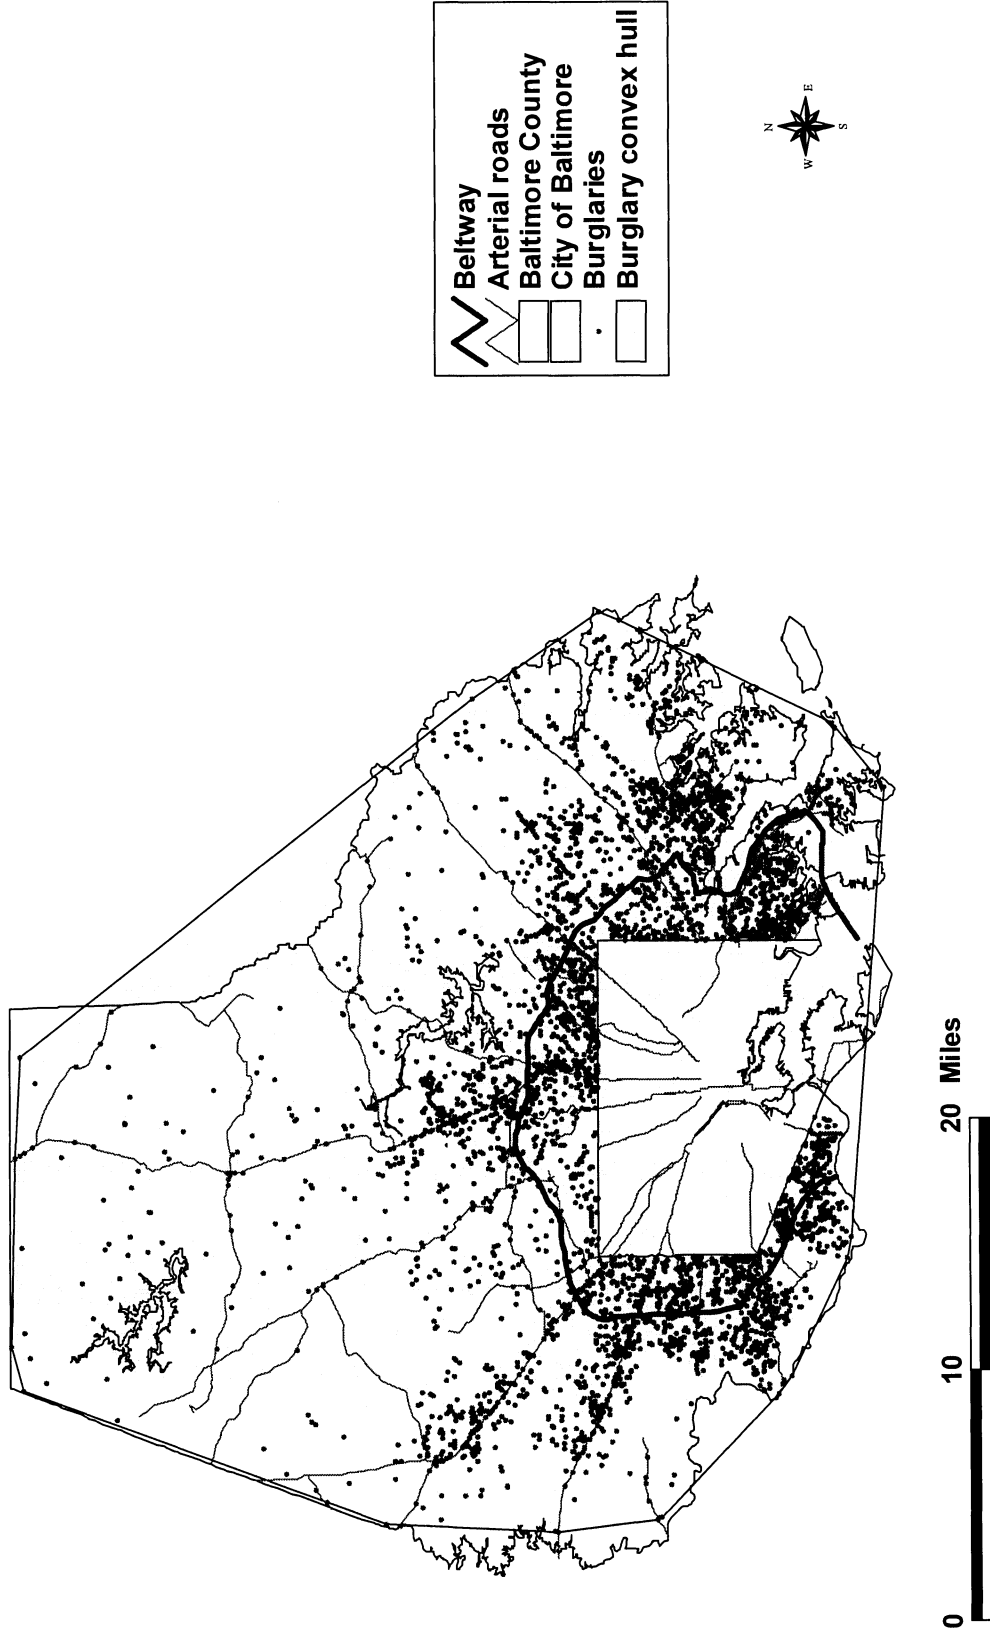 Beltway
Arterial roads
Baltimore County
City of Baltimore
Burglaries
Burglary convex hull
N
W E
S
0 10 20 Miles